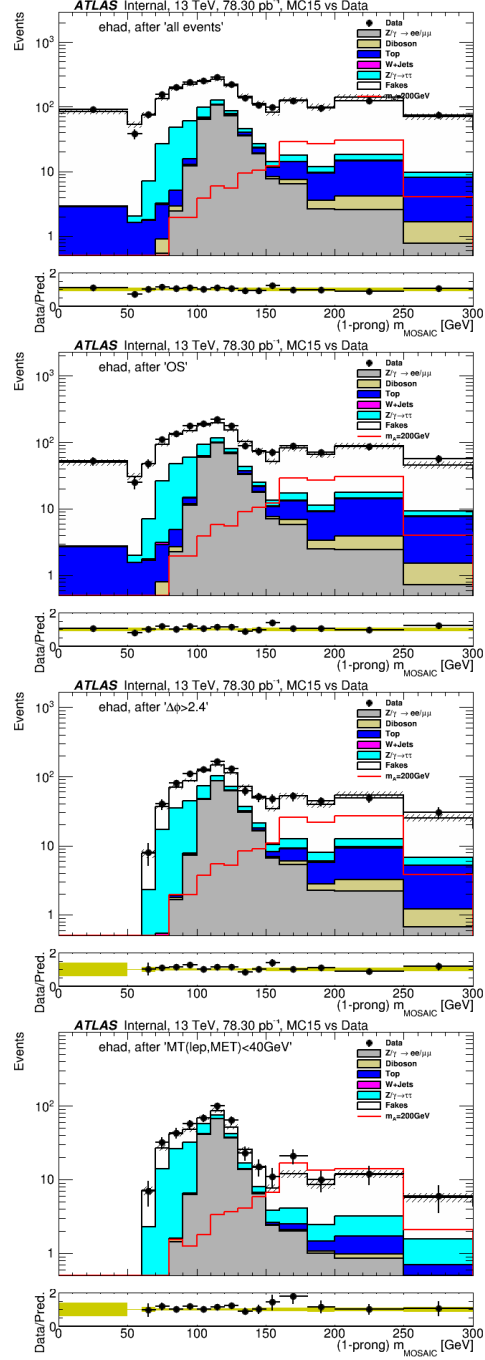 ATLAS Internal, 13 TeV, 78.30 pb⁻¹, MC15 vs Data
Events
ehad, after 'all events'
Data
Z/γ → ee/μμ
Diboson
Top
W+Jets
Z/γ→ττ
Fakes
m_A=200GeV
10³
10²
10
1
Data/Pred.
2
0
0 50 100 150 200 250 300
(1-prong) m_MOSAIC [GeV]
ATLAS Internal, 13 TeV, 78.30 pb⁻¹, MC15 vs Data
Events
ehad, after 'OS'
Data
Z/γ → ee/μμ
Diboson
Top
W+Jets
Z/γ→ττ
Fakes
m_A=200GeV
10³
10²
10
1
Data/Pred.
2
0
0 50 100 150 200 250 300
(1-prong) m_MOSAIC [GeV]
ATLAS Internal, 13 TeV, 78.30 pb⁻¹, MC15 vs Data
Events
ehad, after 'Δϕ>2.4'
Data
Z/γ → ee/μμ
Diboson
Top
W+Jets
Z/γ→ττ
Fakes
m_A=200GeV
10³
10²
10
1
Data/Pred.
2
0
0 50 100 150 200 250 300
(1-prong) m_MOSAIC [GeV]
ATLAS Internal, 13 TeV, 78.30 pb⁻¹, MC15 vs Data
Events
ehad, after 'MT(lep,MET)<40GeV'
Data
Z/γ → ee/μμ
Diboson
Top
W+Jets
Z/γ→ττ
Fakes
m_A=200GeV
10²
10
1
Data/Pred.
2
0
0 50 100 150 200 250 300
(1-prong) m_MOSAIC [GeV]